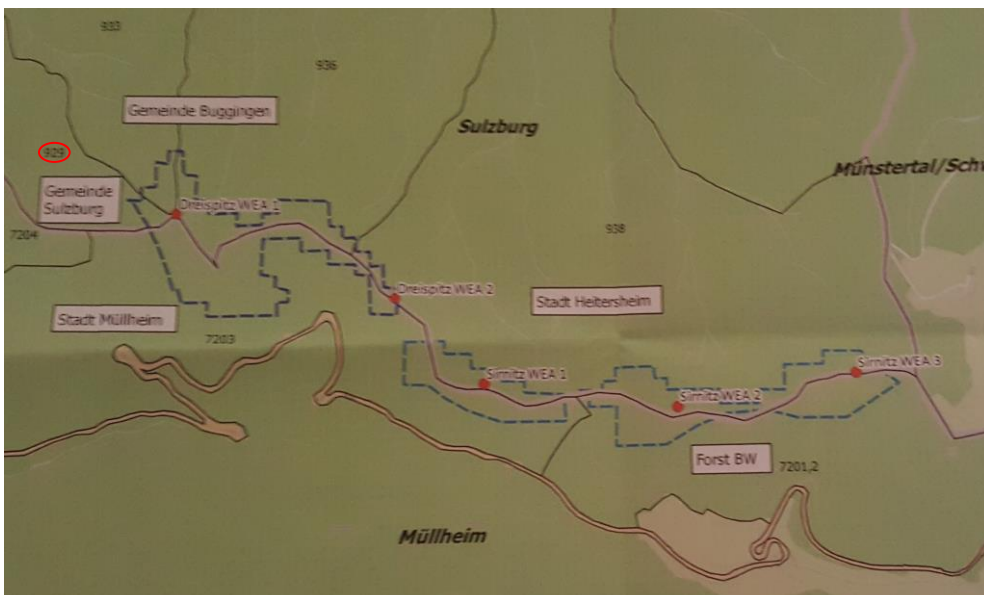 933
936
Gemeinde Buggingen
Sulzburg
929
Münstertal/Schw
Gemeinde
Sulzburg
Dreispitz WEA 1
7204
938
Dreispitz WEA 2
Stadt Heitersheim
Stadt Müllheim
7203
Sirnitz WEA 3
Sirnitz WEA 1
Sirnitz WEA 2
Forst BW
7201,2
Müllheim